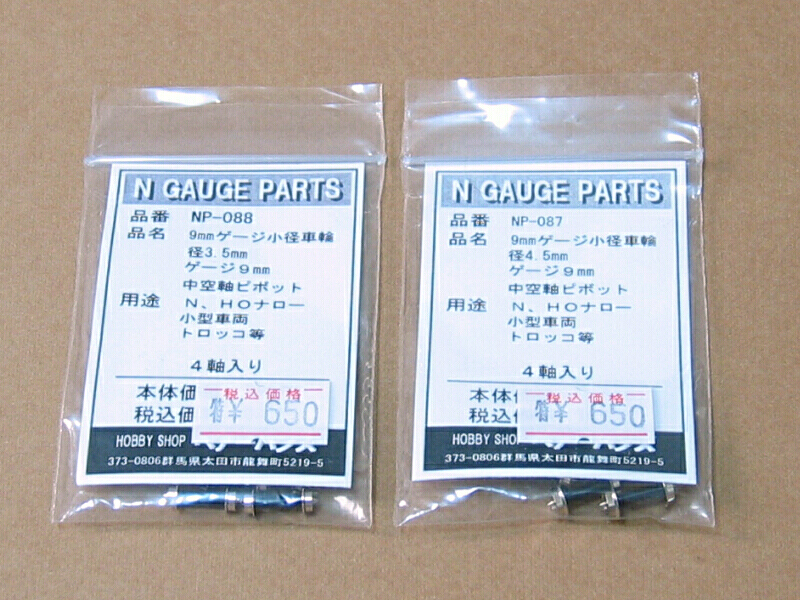 N GAUGE PARTS
品番 NP-088
品名 9mmゲージ小径車輪
径3.5mm
ゲージ9mm
中空軸ピボット
用途 N、HOナロー
小型車両
トロッコ等
4軸入り
本体価
税込価格
税込価
¥ 650
HOBBY SHOP
373-0806群馬県太田市龍舞町5219-5
N GAUGE PARTS
品番 NP-087
品名 9mmゲージ小径車輪
径4.5mm
ゲージ9mm
中空軸ピボット
用途 N、HOナロー
小型車両
トロッコ等
4軸入り
本体
税込価格
税込
¥ 650
HOBBY SHOP
373-0806群馬県太田市龍舞町5219-5